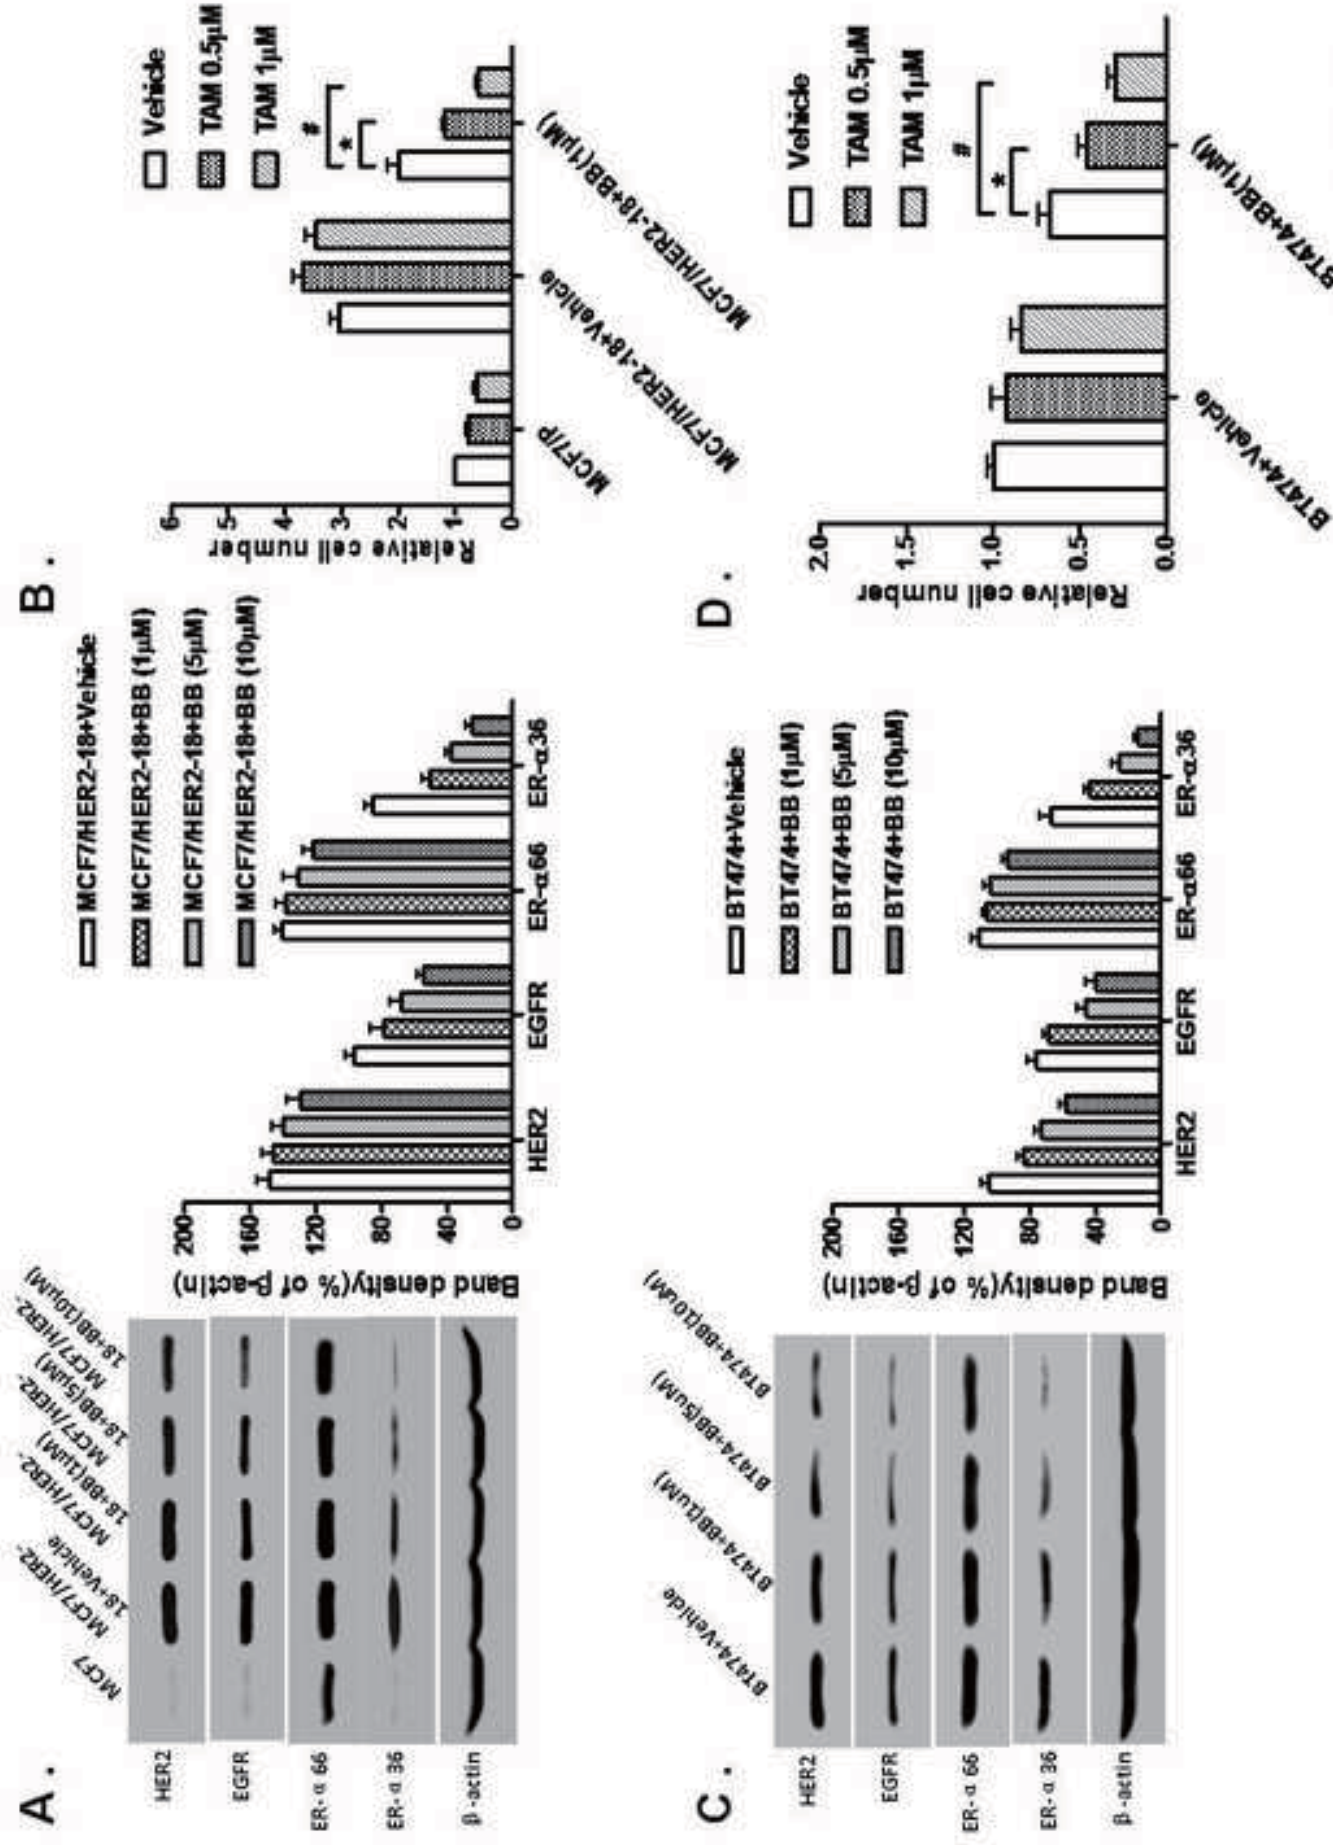 A.
MCF7
MCF7/HER2-
18+Vehicle
MCF7/HER2-
18+BB(1μM)
MCF7/HER2-
18+BB(5μM)
MCF7/HER2-
18+BB(10μM)
HER2
EGFR
ER-α66
ER-α36
β-actin
Band density(% of β-actin)
200
160
120
80
40
0
HER2
EGFR
ER-α66
ER-α36
MCF7/HER2-18+Vehicle
MCF7/HER2-18+BB (1μM)
MCF7/HER2-18+BB (5μM)
MCF7/HER2-18+BB (10μM)
B.
Relative cell number
6
5
4
3
2
1
0
MCF7/P
MCF7/HER2-18+Vehicle
MCF7/HER2-18+BB(1μM)
Vehicle
TAM 0.5μM
TAM 1μM
#
*
C.
BT474+Vehicle
BT474+BB(1uM)
BT474+BB(5uM)
BT474+BB(10uM)
HER2
EGFR
ER-α66
ER-α36
β-actin
Band density(% of β-actin)
200
160
120
80
40
0
HER2
EGFR
ER-α66
ER-α36
BT474+Vehicle
BT474+BB (1μM)
BT474+BB (5μM)
BT474+BB (10μM)
D.
Relative cell number
2.0
1.5
1.0
0.5
0.0
BT474+Vehicle
BT474+BB(1μM)
Vehicle
TAM 0.5μM
TAM 1μM
#
*